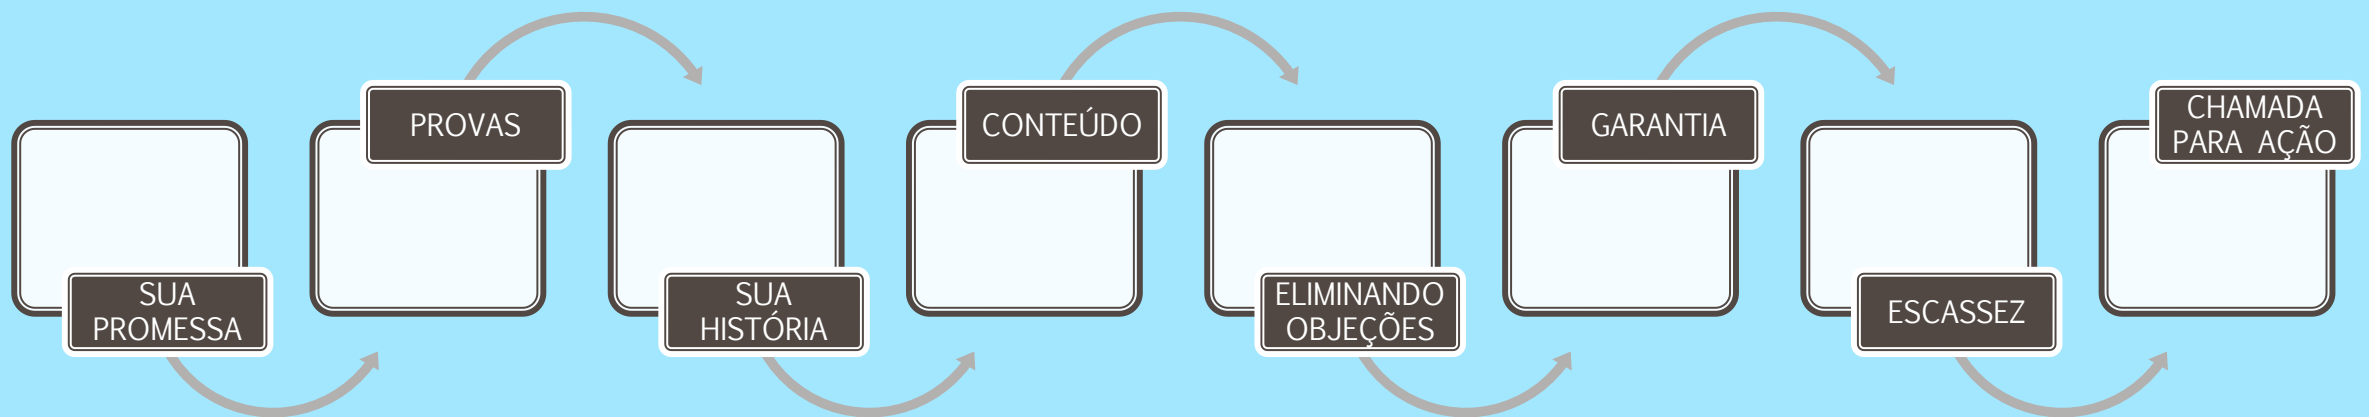 SUA
PROMESSA
PROVAS
SUA
HISTÓRIA
CONTEÚDO
ELIMINANDO
OBJEÇÕES
GARANTIA
ESCASSEZ
CHAMADA
PARA AÇÃO